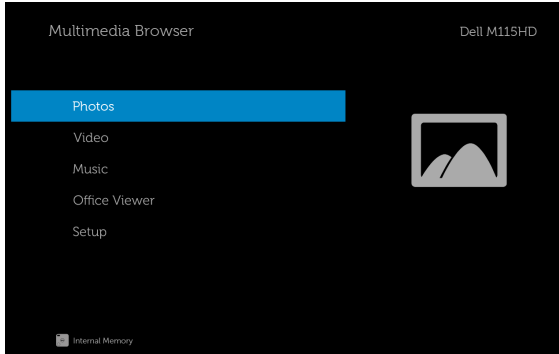 Multimedia Browser
Dell M115HD
Photos
Video
Music
Office Viewer
Setup
Internal Memory